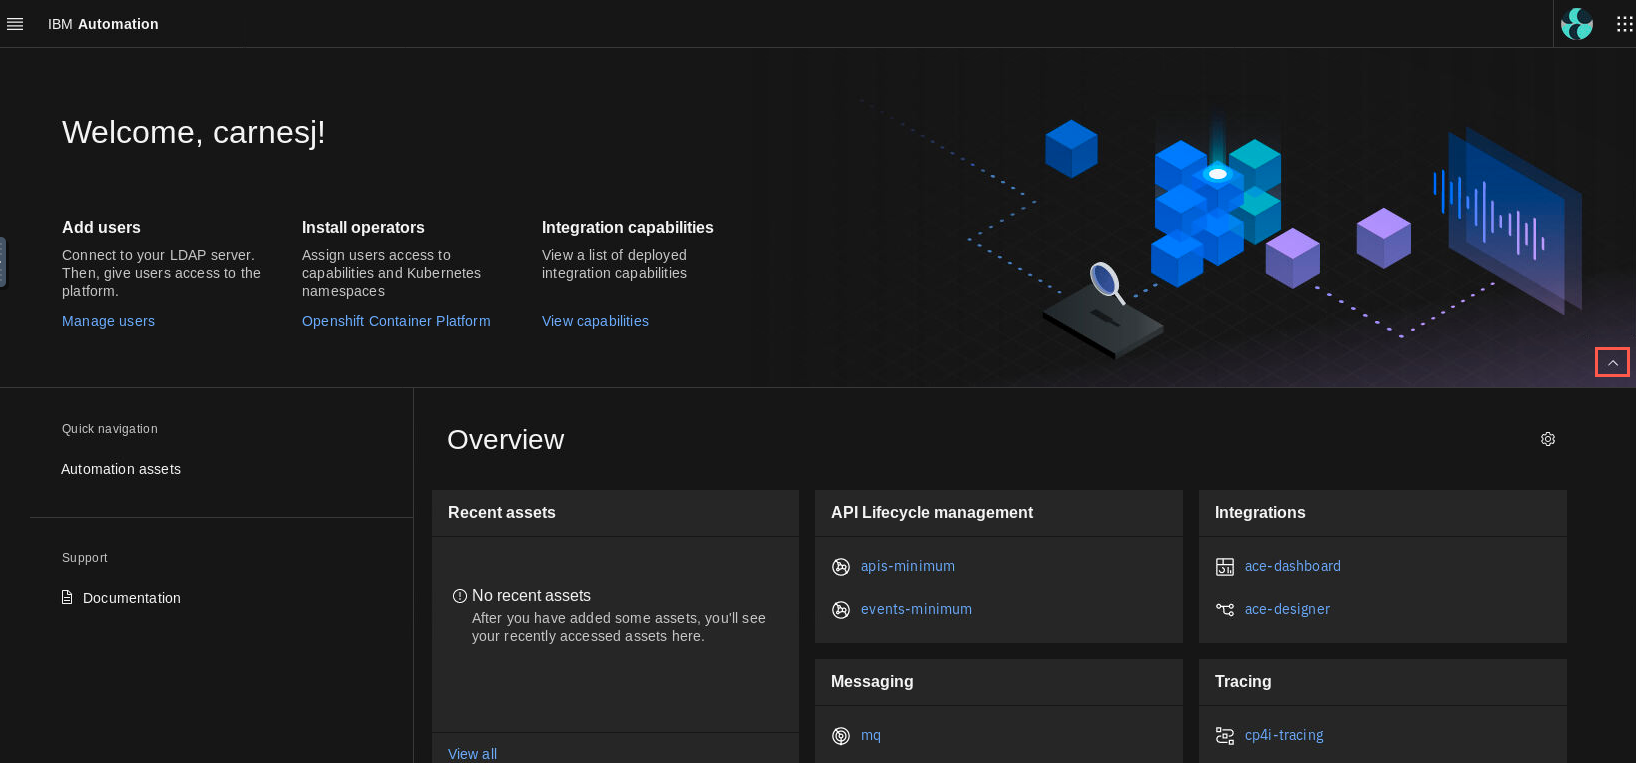 IBM Automation
Welcome, carnesj!
Add users
Connect to your LDAP server.
Then, give users access to the
platform.
Manage users
Install operators
Assign users access to
capabilities and Kubernetes
namespaces
Openshift Container Platform
Integration capabilities
View a list of deployed
integration capabilities
View capabilities
Quick navigation
Automation assets
Support
Documentation
Overview
Recent assets
No recent assets
After you have added some assets, you'll see
your recently accessed assets here.
View all
API Lifecycle management
apis-minimum
events-minimum
Integrations
ace-dashboard
ace-designer
Messaging
mq
Tracing
cp4i-tracing